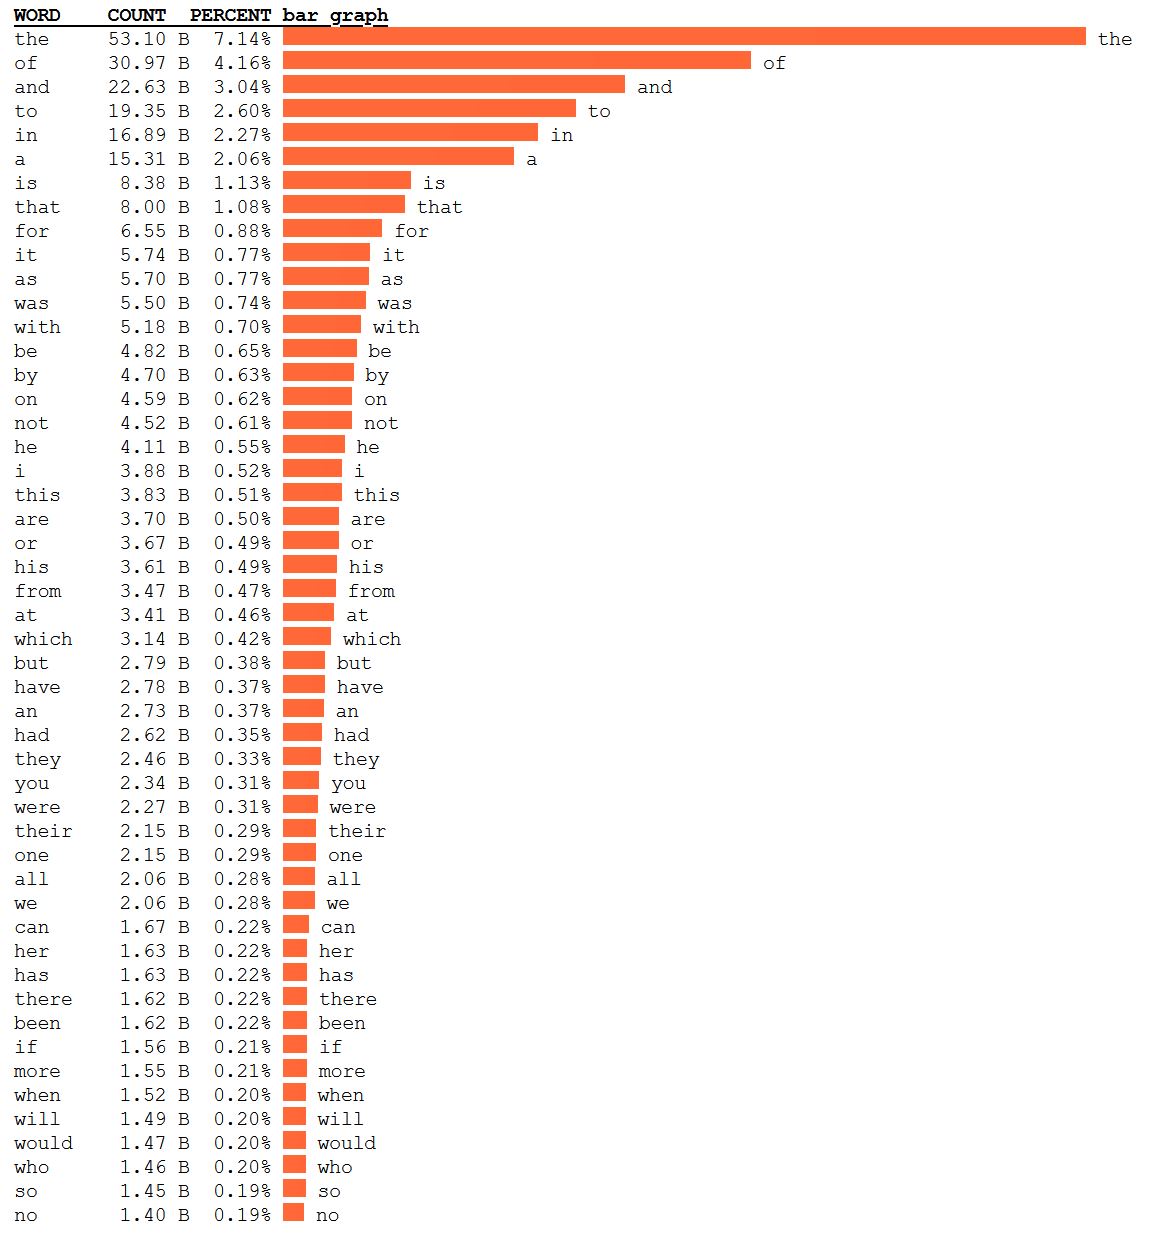 WORD COUNT PERCENT bar graph
the 53.10 B 7.14% the
of 30.97 B 4.16% of
and 22.63 B 3.04% and
to 19.35 B 2.60% to
in 16.89 B 2.27% in
a 15.31 B 2.06% a
is 8.38 B 1.13% is
that 8.00 B 1.08% that
for 6.55 B 0.88% for
it 5.74 B 0.77% it
as 5.70 B 0.77% as
was 5.50 B 0.74% was
with 5.18 B 0.70% with
be 4.82 B 0.65% be
by 4.70 B 0.63% by
on 4.59 B 0.62% on
not 4.52 B 0.61% not
he 4.11 B 0.55% he
i 3.88 B 0.52% i
this 3.83 B 0.51% this
are 3.70 B 0.50% are
or 3.67 B 0.49% or
his 3.61 B 0.49% his
from 3.47 B 0.47% from
at 3.41 B 0.46% at
which 3.14 B 0.42% which
but 2.79 B 0.38% but
have 2.78 B 0.37% have
an 2.73 B 0.37% an
had 2.62 B 0.35% had
they 2.46 B 0.33% they
you 2.34 B 0.31% you
were 2.27 B 0.31% were
their 2.15 B 0.29% their
one 2.15 B 0.29% one
all 2.06 B 0.28% all
we 2.06 B 0.28% we
can 1.67 B 0.22% can
her 1.63 B 0.22% her
has 1.63 B 0.22% has
there 1.62 B 0.22% there
been 1.62 B 0.22% been
if 1.56 B 0.21% if
more 1.55 B 0.21% more
when 1.52 B 0.20% when
will 1.49 B 0.20% will
would 1.47 B 0.20% would
who 1.46 B 0.20% who
so 1.45 B 0.19% so
no 1.40 B 0.19% no